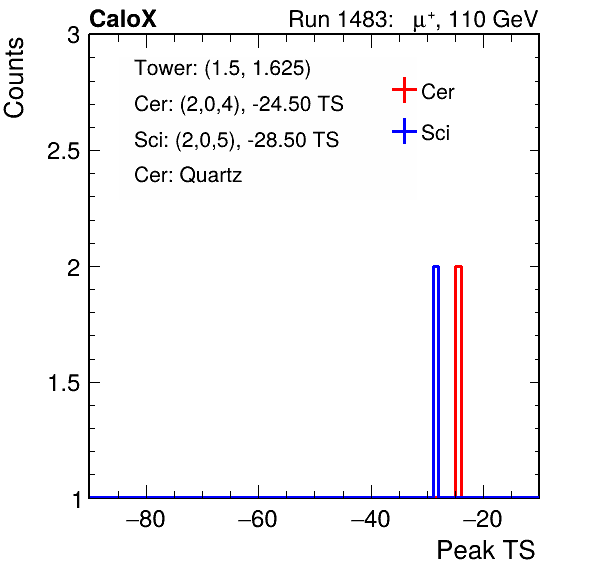 CaloX Run 1483: μ⁺, 110 GeV
Counts
Tower: (1.5, 1.625)
Cer: (2,0,4), -24.50 TS
Sci: (2,0,5), -28.50 TS
Cer: Quartz
Cer
Sci
3
2.5
2
1.5
1
−80 −60 −40 −20
Peak TS